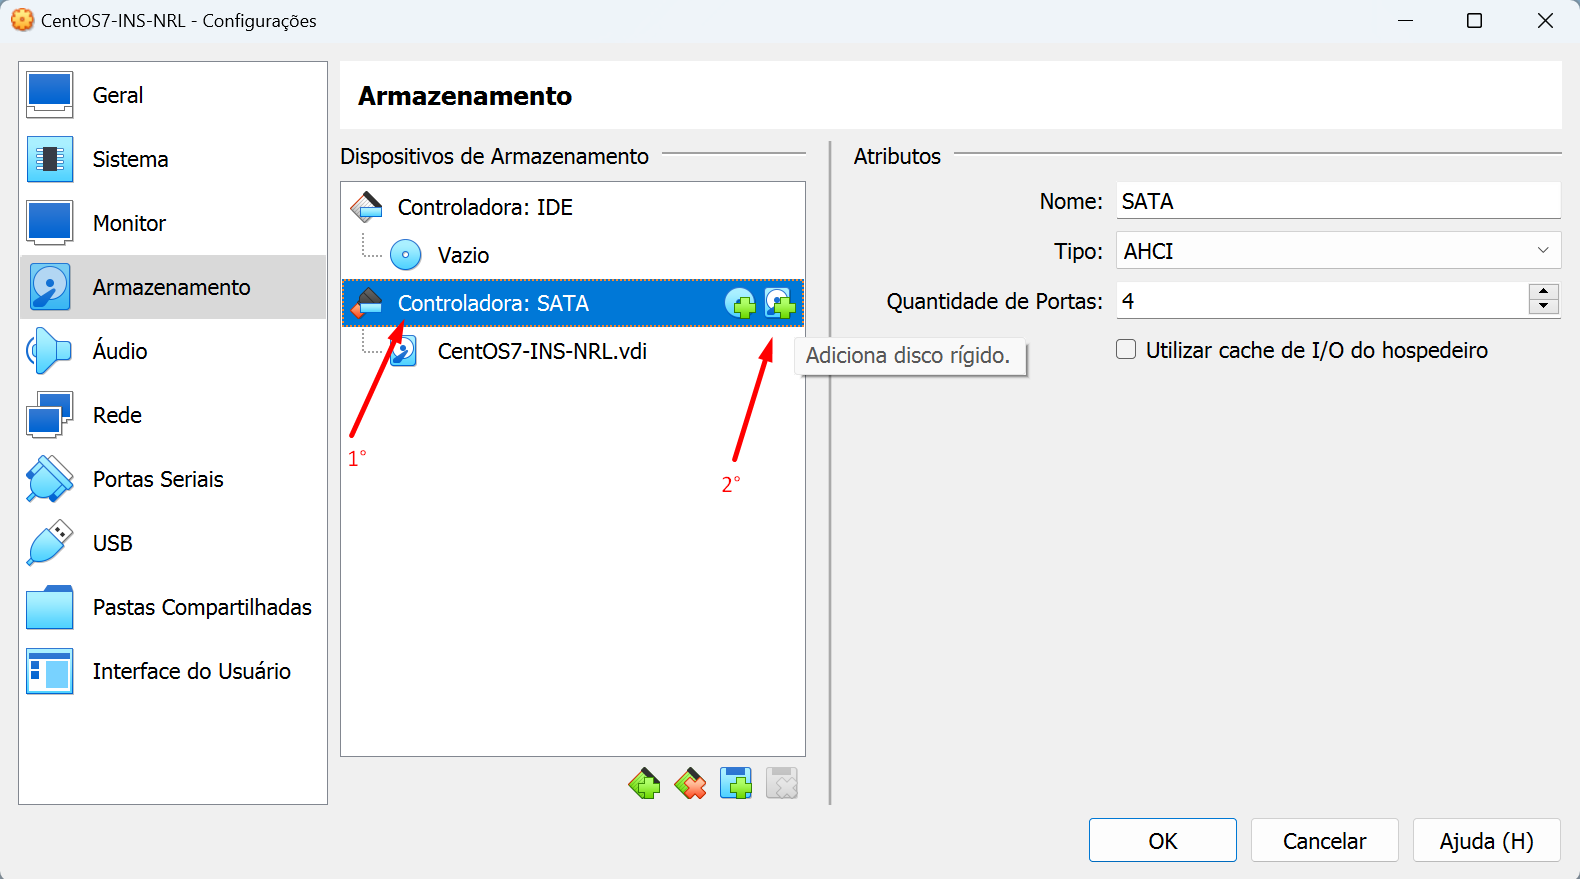 CentOS7-INS-NRL - Configurações
Geral
Sistema
Monitor
Armazenamento
Áudio
Rede
Portas Seriais
USB
Pastas Compartilhadas
Interface do Usuário
Armazenamento
Dispositivos de Armazenamento
Controladora: IDE
Vazio
Controladora: SATA
CentOS7-INS-NRL.vdi
1°
2°
Adiciona disco rígido.
Atributos
Nome: SATA
Tipo: AHCI
Quantidade de Portas: 4
Utilizar cache de I/O do hospedeiro
OK
Cancelar
Ajuda (H)